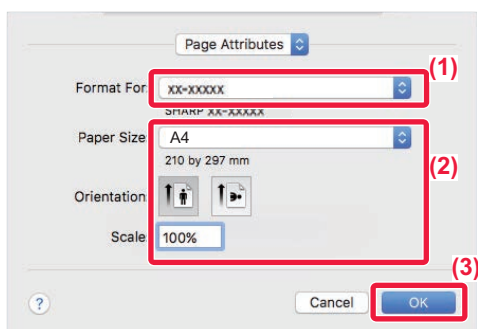 Page Attributes
(1)
Format For: xx-xxxxx
SHARP xx-xxxxx
Paper Size: A4
210 by 297 mm
(2)
Orientation:
Scale: 100%
(3)
? Cancel OK